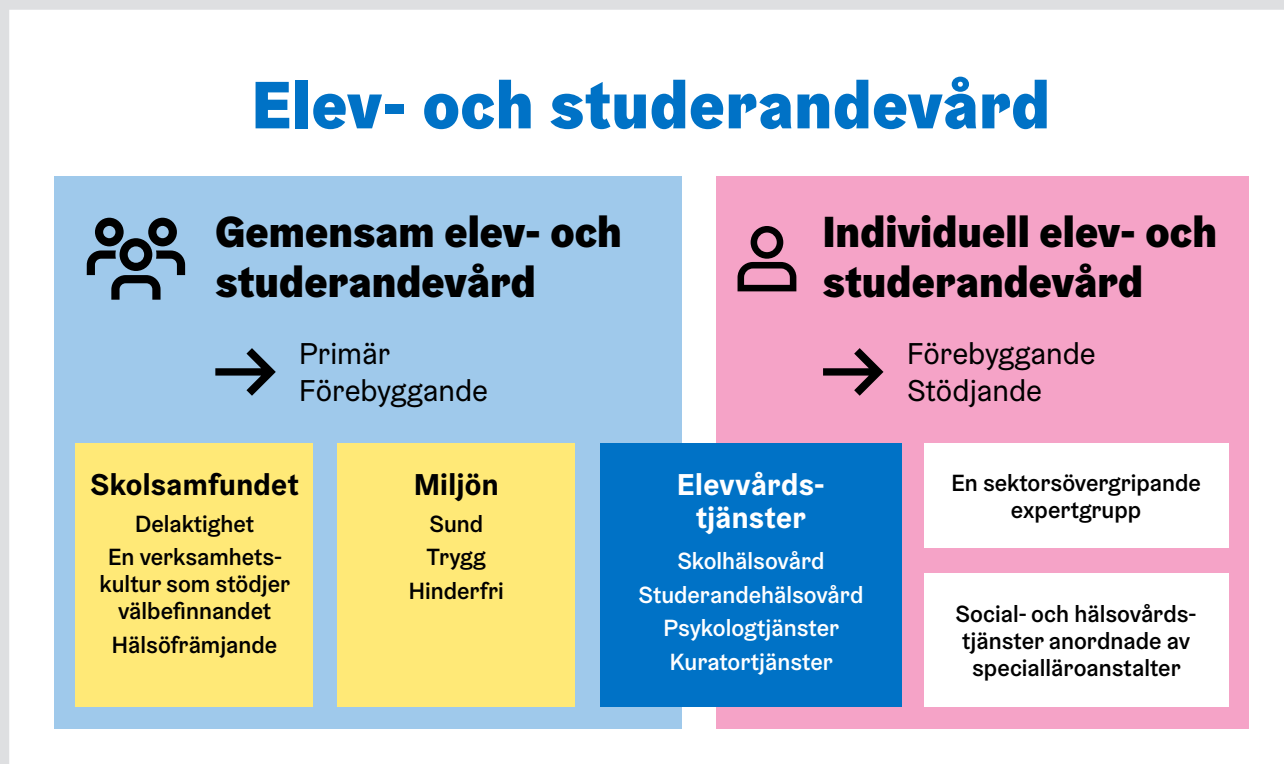 Elev- och studerandevård
Gemensam elev- och
studerandevård
Primär
Förebyggande
Individuell elev- och
studerandevård
Förebyggande
Stödjande
Skolsamfundet
Delaktighet
En verksamhets-
kultur som stödjer
välbefinnandet
Hälsöfrämjande
Miljön
Sund
Trygg
Hinderfri
Elevvårds-
tjänster
Skolhälsovård
Studerandehälsovård
Psykologtjänster
Kuratortjänster
En sektorsövergripande
expertgrupp
Social- och hälsovårds-
tjänster anordnade av
specialläroanstalter